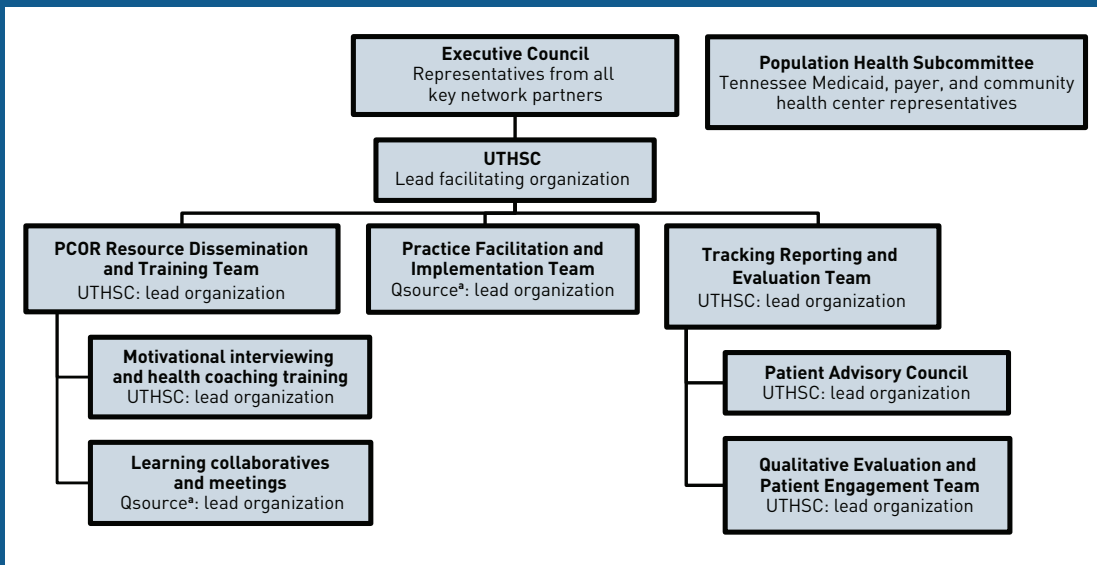 Executive Council
Representatives from all
key network partners
Population Health Subcommittee
Tennessee Medicaid, payer, and community
health center representatives
UTHSC
Lead facilitating organization
PCOR Resource Dissemination
and Training Team
UTHSC: lead organization
Practice Facilitation and
Implementation Team
Qsourceᵃ: lead organization
Tracking Reporting and
Evaluation Team
UTHSC: lead organization
Motivational interviewing
and health coaching training
UTHSC: lead organization
Learning collaboratives
and meetings
Qsourceᵃ: lead organization
Patient Advisory Council
UTHSC: lead organization
Qualitative Evaluation and
Patient Engagement Team
UTHSC: lead organization